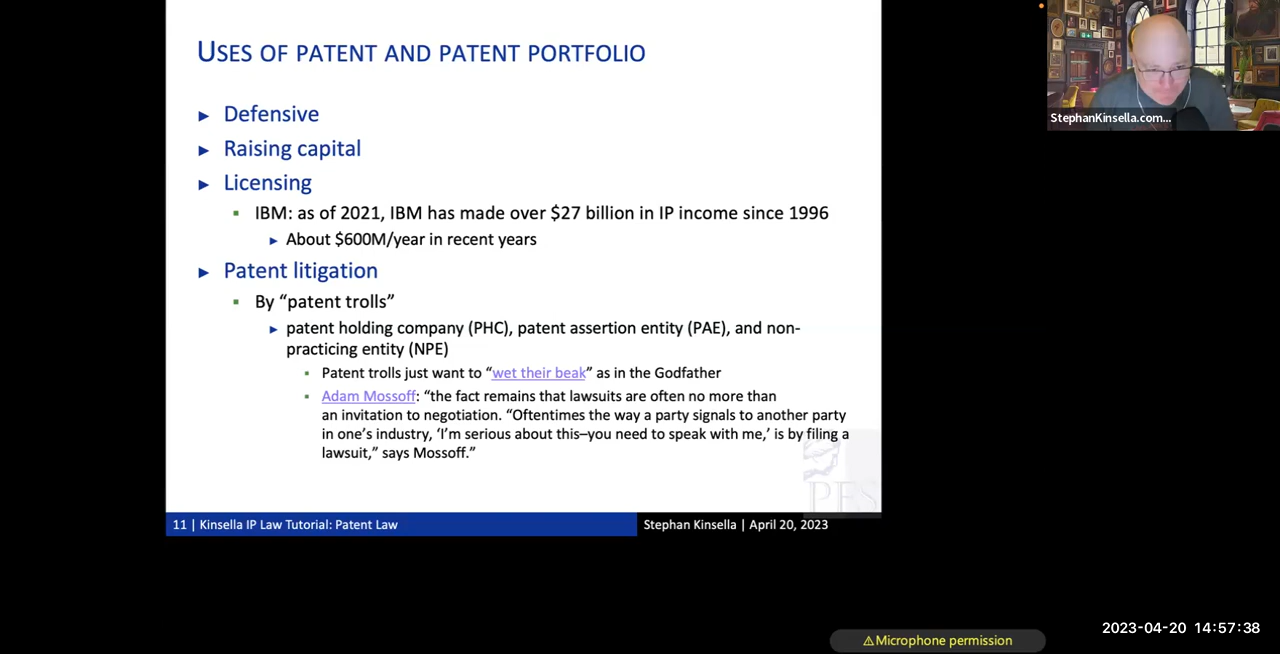 USES OF PATENT AND PATENT PORTFOLIO
► Defensive
► Raising capital
► Licensing
▪ IBM: as of 2021, IBM has made over $27 billion in IP income since 1996
► About $600M/year in recent years
► Patent litigation
▪ By “patent trolls”
► patent holding company (PHC), patent assertion entity (PAE), and non-
practicing entity (NPE)
▪ Patent trolls just want to “wet their beak” as in the Godfather
▪ Adam Mossoff: “the fact remains that lawsuits are often no more than
an invitation to negotiation. “Oftentimes the way a party signals to another party
in one’s industry, ‘I’m serious about this–you need to speak with me,’ is by filing a
lawsuit,” says Mossoff.”
PFS
11 | Kinsella IP Law Tutorial: Patent Law
Stephan Kinsella | April 20, 2023
StephanKinsella.com...
2023-04-20 14:57:38
⚠Microphone permission